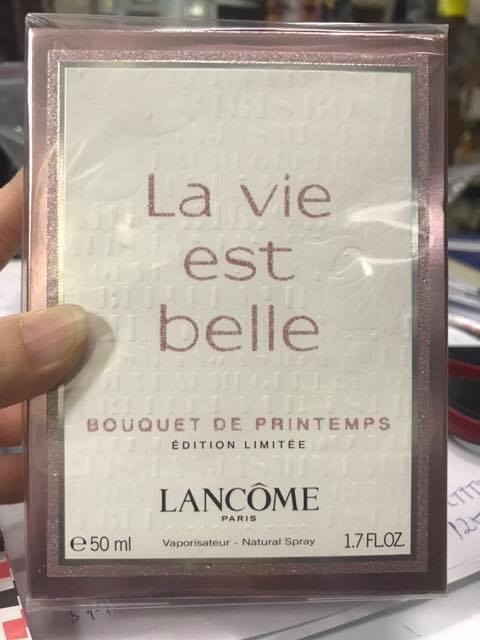 La vie
est
belle
BOUQUET DE PRINTEMPS
ÉDITION LIMITÉE
LANCÔME
PARIS
℮ 50 ml Vaporisateur - Natural Spray 1.7 FL.OZ.